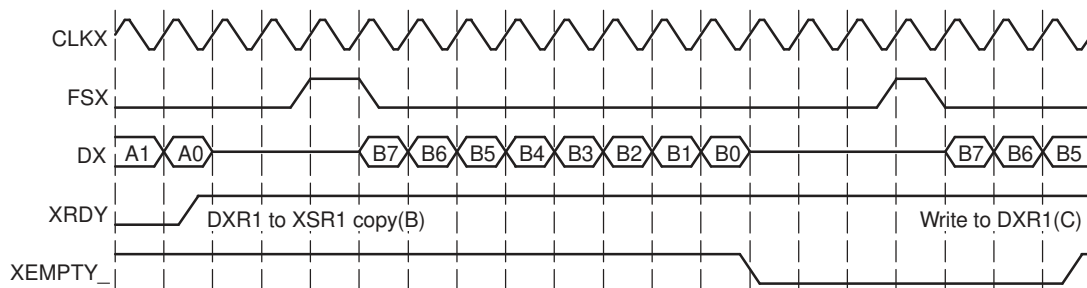 CLKX
FSX
DX A1 A0 B7 B6 B5 B4 B3 B2 B1 B0 B7 B6 B5
XRDY DXR1 to XSR1 copy(B) Write to DXR1(C)
XEMPTY_